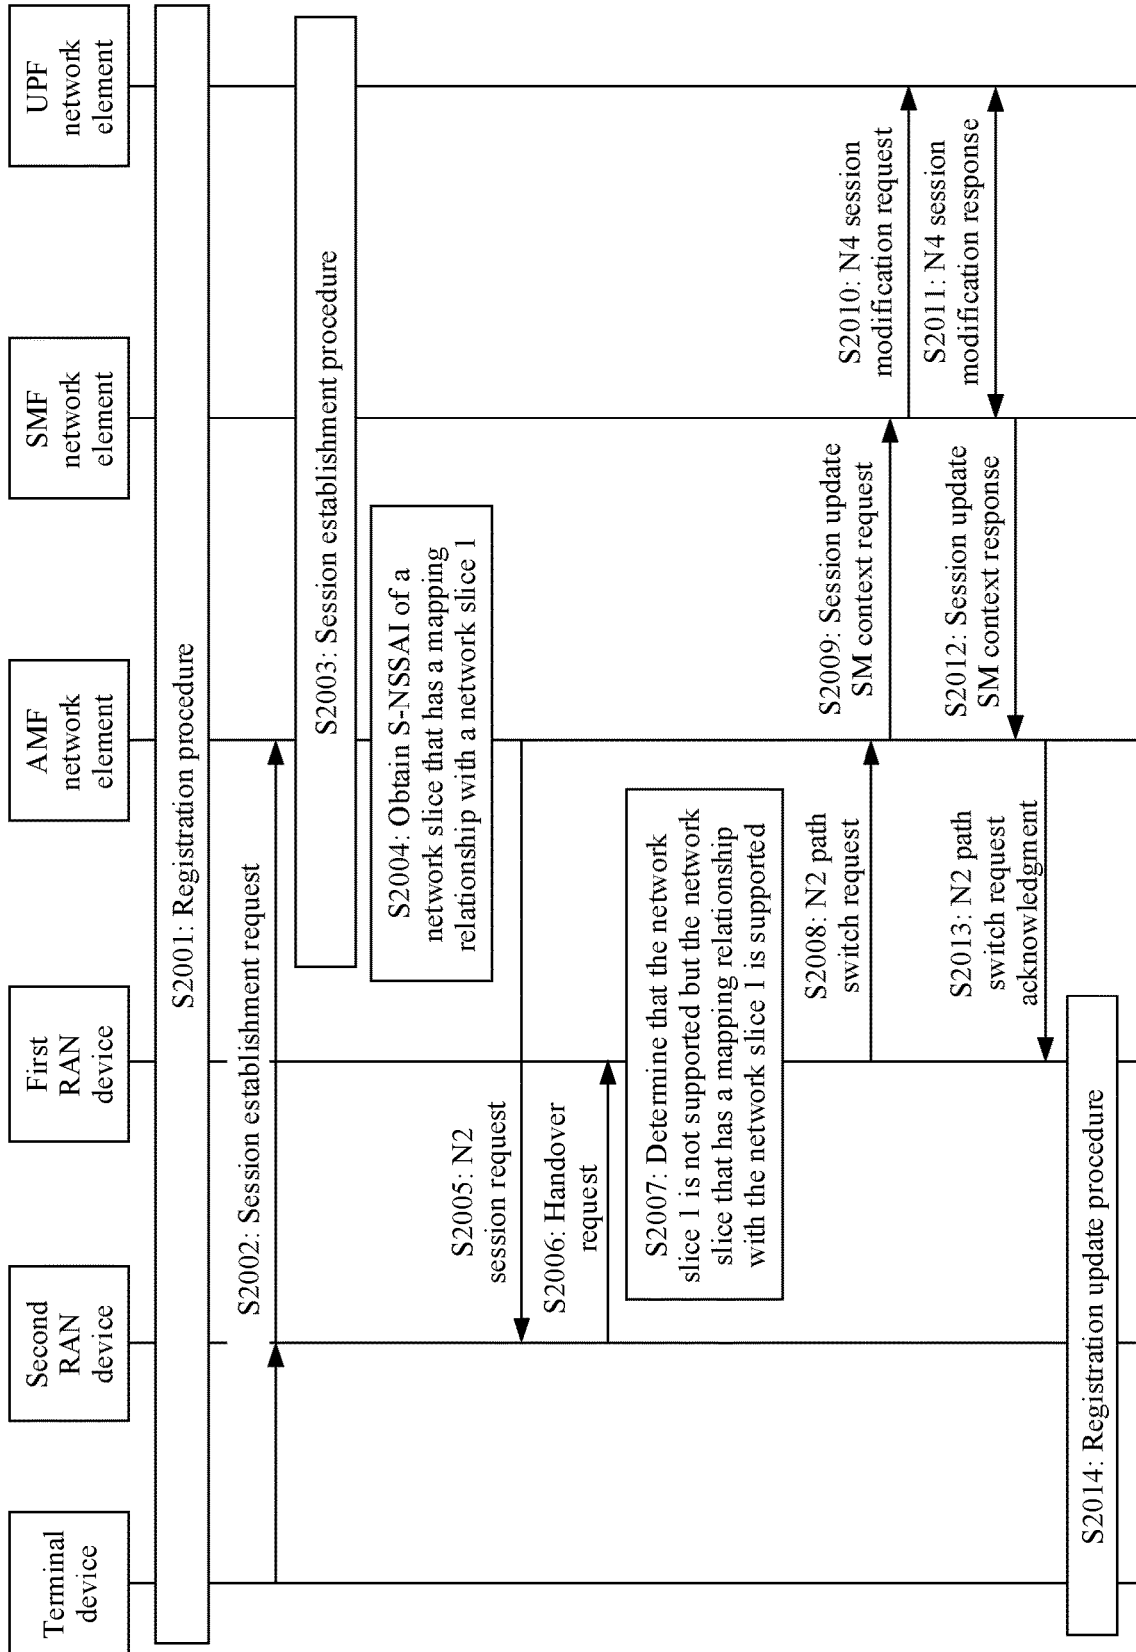 Terminal
device
Second
RAN
device
First
RAN
device
AMF
network
element
SMF
network
element
UPF
network
element
S2001: Registration procedure
S2002: Session establishment request
S2003: Session establishment procedure
S2004: Obtain S-NSSAI of a
network slice that has a mapping
relationship with a network slice 1
S2005: N2
session request
S2006: Handover
request
S2007: Determine that the network
slice 1 is not supported but the network
slice that has a mapping relationship
with the network slice 1 is supported
S2008: N2 path
switch request
S2009: Session update
SM context request
S2010: N4 session
modification request
S2011: N4 session
modification response
S2012: Session update
SM context response
S2013: N2 path
switch request
acknowledgment
S2014: Registration update procedure